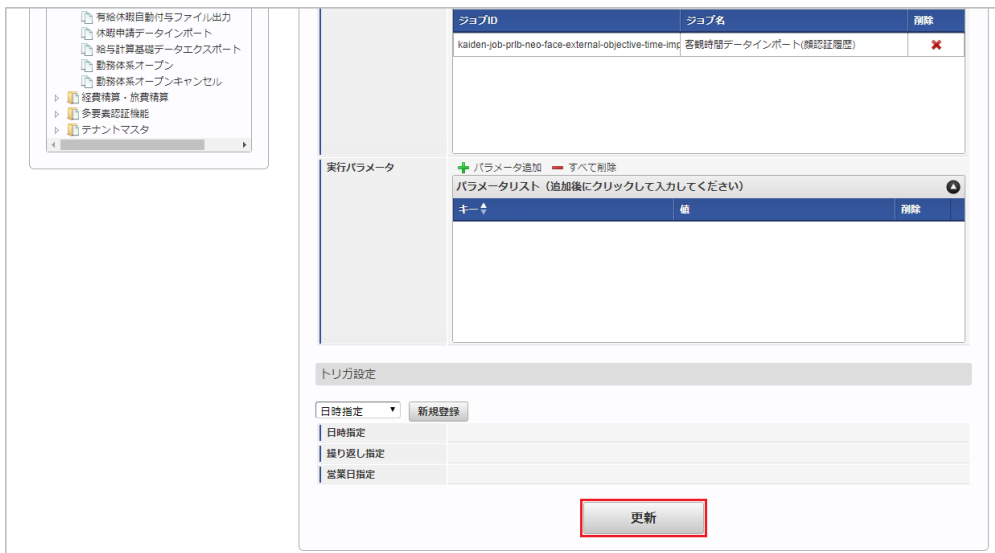 有給休暇自動付与ファイル出力
休暇申請データインポート
給与計算基礎データエクスポート
勤務体系オープン
勤務体系オープンキャンセル
経費精算・旅費精算
多要素認証機能
テナントマスタ
ジョブID ジョブ名 削除
kaiden-job-prlb-neo-face-external-objective-time-imp 客観時間データインポート(顔認証履歴)
実行パラメータ
パラメータ追加 すべて削除
パラメータリスト（追加後にクリックして入力してください）
キー 値 削除
トリガ設定
日時指定 新規登録
日時指定
繰り返し指定
営業日指定
更新